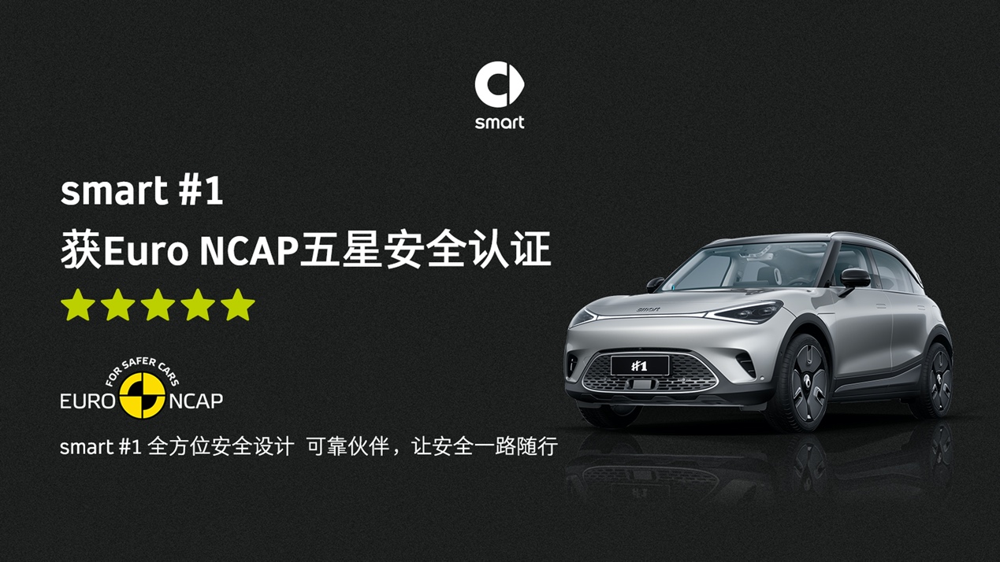 smart
smart #1
获Euro NCAP五星安全认证
FOR SAFER CARS
EURO NCAP
smart #1 全方位安全设计 可靠伙伴，让安全一路随行
smart
#1